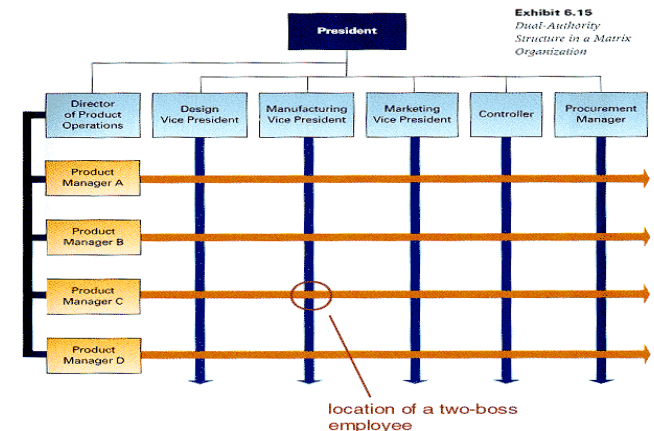 Exhibit 6.15
Dual-Authority
Structure in a Matrix
Organization
President
Director
of Product
Operations
Design
Vice President
Manufacturing
Vice President
Marketing
Vice President
Controller
Procurement
Manager
Product
Manager A
Product
Manager B
Product
Manager C
Product
Manager D
location of a two-boss
employee